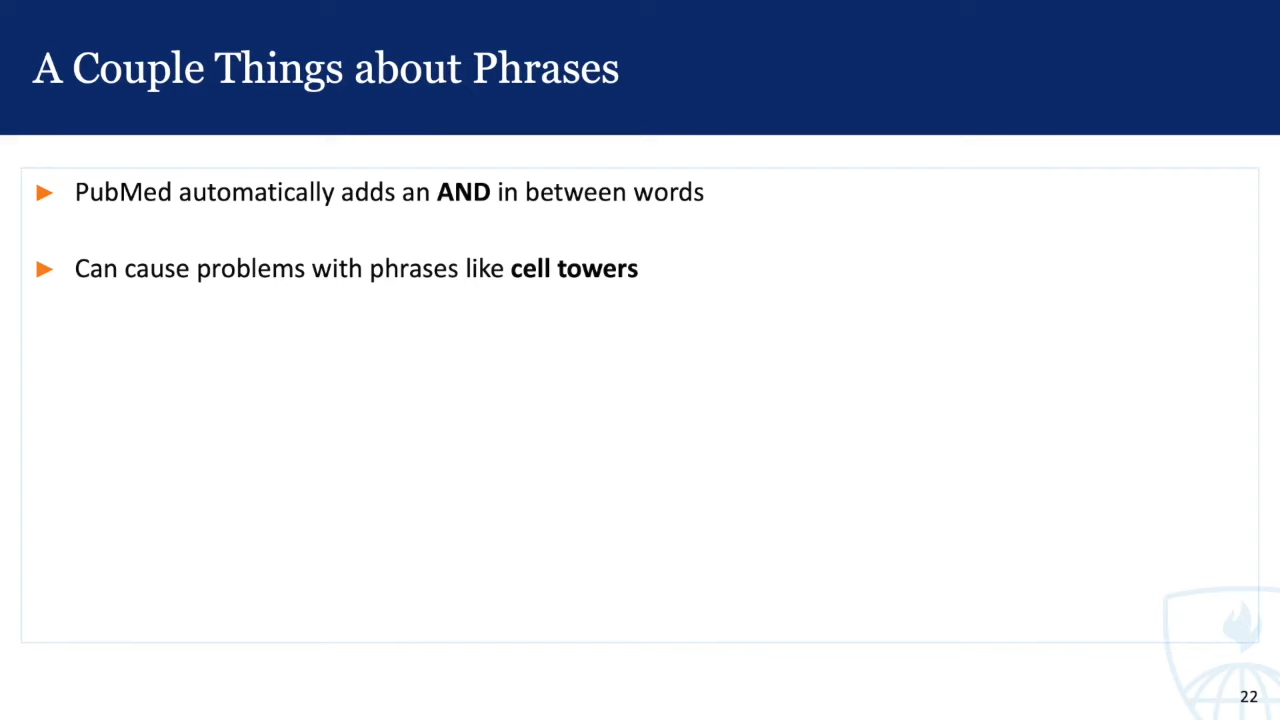 A Couple Things about Phrases
► PubMed automatically adds an AND in between words
► Can cause problems with phrases like cell towers
22